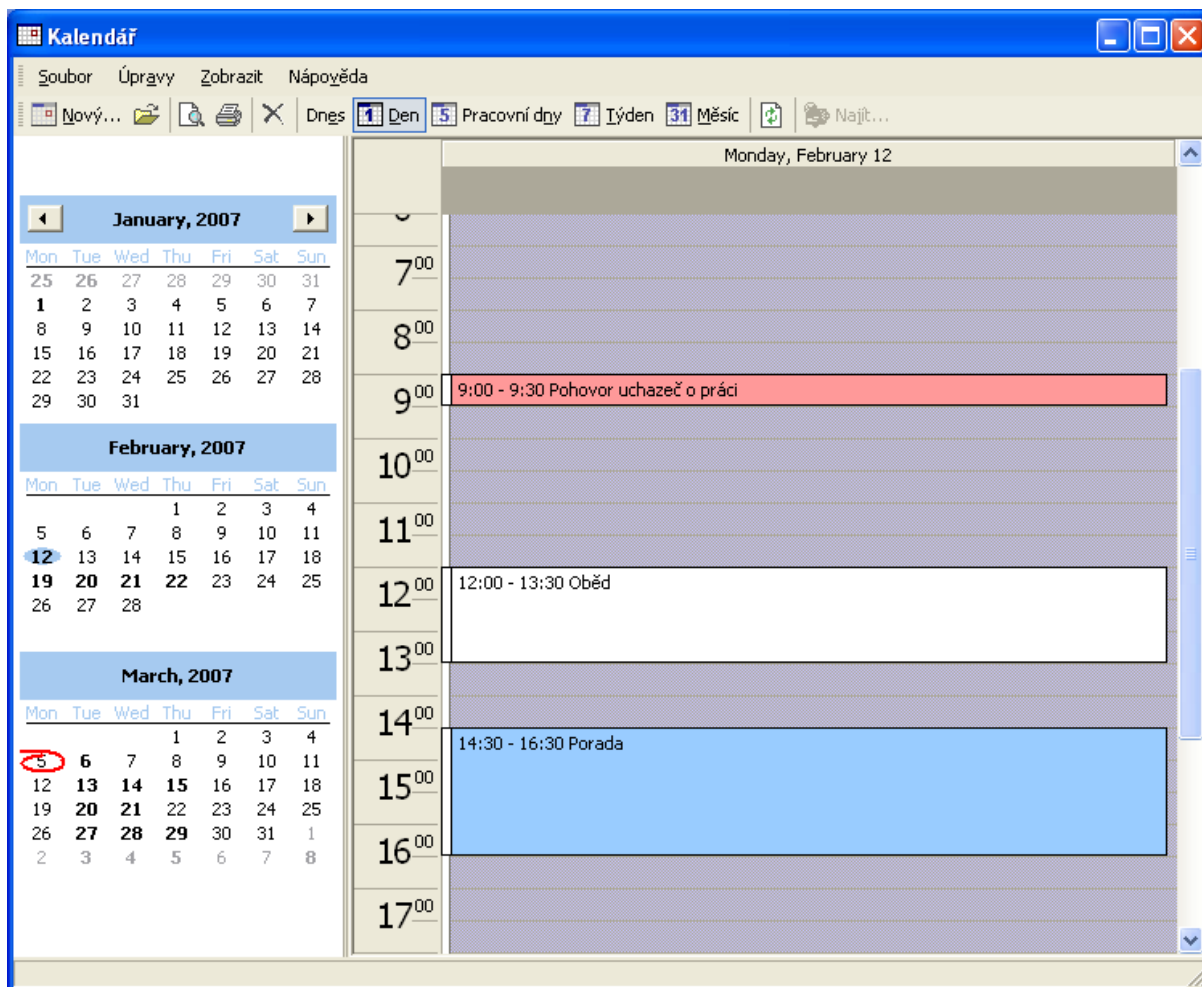 Kalendář
Soubor Úpravy Zobrazit Nápověda
Nový... Dnes 1 Den 5 Pracovní dny 7 Týden 31 Měsíc Najít...
January, 2007
Mon Tue Wed Thu Fri Sat Sun
25 26 27 28 29 30 31
1 2 3 4 5 6 7
8 9 10 11 12 13 14
15 16 17 18 19 20 21
22 23 24 25 26 27 28
29 30 31
February, 2007
Mon Tue Wed Thu Fri Sat Sun
1 2 3 4
5 6 7 8 9 10 11
12 13 14 15 16 17 18
19 20 21 22 23 24 25
26 27 28
March, 2007
Mon Tue Wed Thu Fri Sat Sun
1 2 3 4
5 6 7 8 9 10 11
12 13 14 15 16 17 18
19 20 21 22 23 24 25
26 27 28 29 30 31 1
2 3 4 5 6 7 8
Monday, February 12
7 00
8 00
9 00 9:00 - 9:30 Pohovor uchazeč o práci
10 00
11 00
12 00 12:00 - 13:30 Oběd
13 00
14 00
14:30 - 16:30 Porada
15 00
16 00
17 00